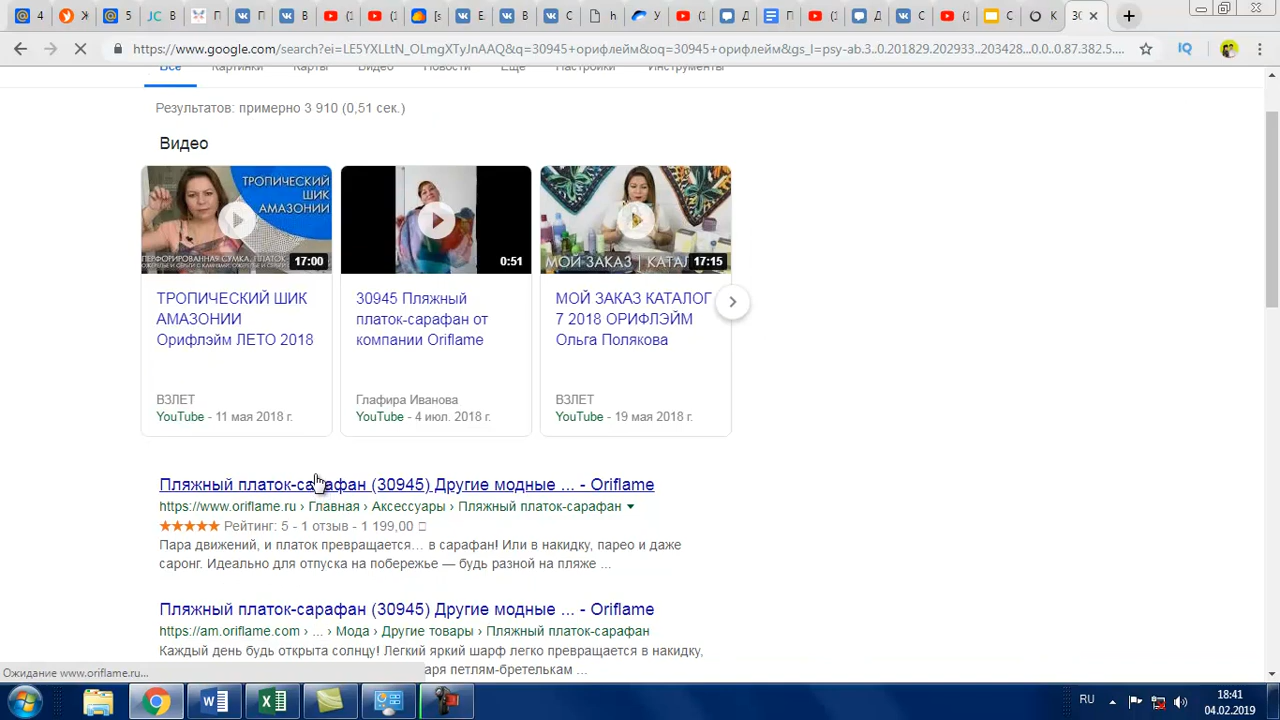 https://www.google.com/search?ei=LE5YXLLtN_OLmgXTyJnAAQ&q=30945+орифлейм&oq=30945+орифлейм&gs_l=psy-ab.3..0.201829.202933..203428...0.0..0.87.382.5....
Все Картинки Карты Видео Новости Ещё Настройки Инструменты
Результатов: примерно 3 910 (0,51 сек.)
Видео
ТРОПИЧЕСКИЙ
ШИК
АМАЗОНИИ
17:00
0:51
МОЙ ЗАКАЗ
17:15
ТРОПИЧЕСКИЙ ШИК
АМАЗОНИИ
Орифлэйм ЛЕТО 2018
ВЗЛЕТ
YouTube - 11 мая 2018 г.
30945 Пляжный
платок-сарафан от
компании Oriflame
Глафира Иванова
YouTube - 4 июл. 2018 г.
МОЙ ЗАКАЗ КАТАЛОГ
7 2018 ОРИФЛЭЙМ
Ольга Полякова
ВЗЛЕТ
YouTube - 19 мая 2018 г.
Пляжный платок-сарафан (30945) Другие модные ... - Oriflame
https://www.oriflame.ru › Главная › Аксессуары › Пляжный платок-сарафан
Рейтинг: 5 - 1 отзыв - 1 199,00
Пара движений, и платок превращается… в сарафан! Или в накидку, парео и даже
саронг. Идеально для отпуска на побережье — будь разной на пляже ...
Пляжный платок-сарафан (30945) Другие модные ... - Oriflame
https://am.oriflame.com › ... › Мода › Другие товары › Пляжный платок-сарафан
Каждый день будь открыта солнцу! Легкий яркий шарф легко превращается в накидку,
петлям-бретелькам ...
Ожидание www.oriflame.ru...
RU
18:41
04.02.2019